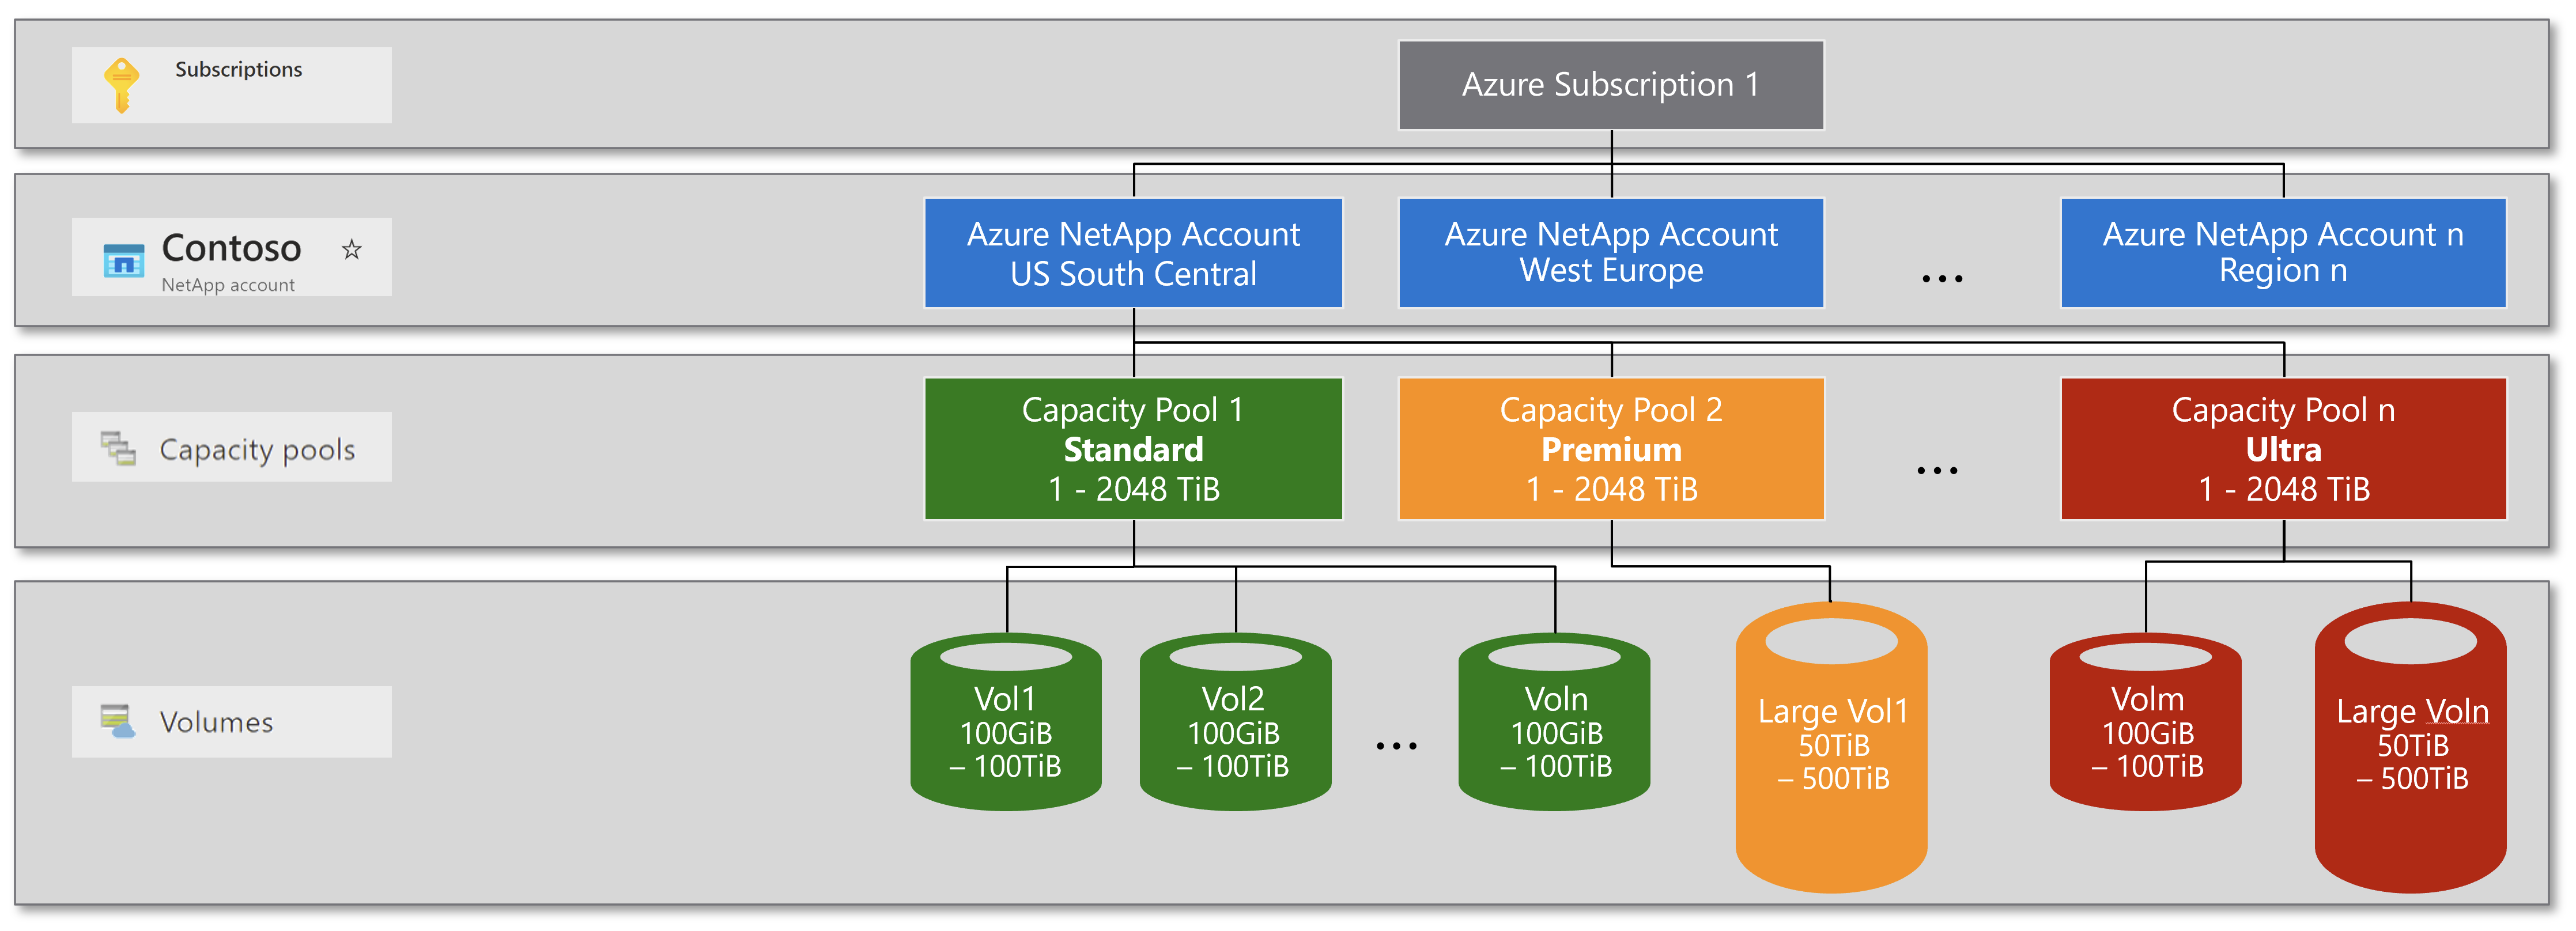 Subscriptions
Azure Subscription 1
Contoso ☆
NetApp account
Azure NetApp Account
US South Central
Azure NetApp Account
West Europe
...
Azure NetApp Account n
Region n
Capacity pools
Capacity Pool 1
Standard
1 - 2048 TiB
Capacity Pool 2
Premium
1 - 2048 TiB
...
Capacity Pool n
Ultra
1 - 2048 TiB
Volumes
Vol1
100GiB
– 100TiB
Vol2
100GiB
– 100TiB
...
Voln
100GiB
– 100TiB
Large Vol1
50TiB
– 500TiB
Volm
100GiB
– 100TiB
Large Voln
50TiB
– 500TiB